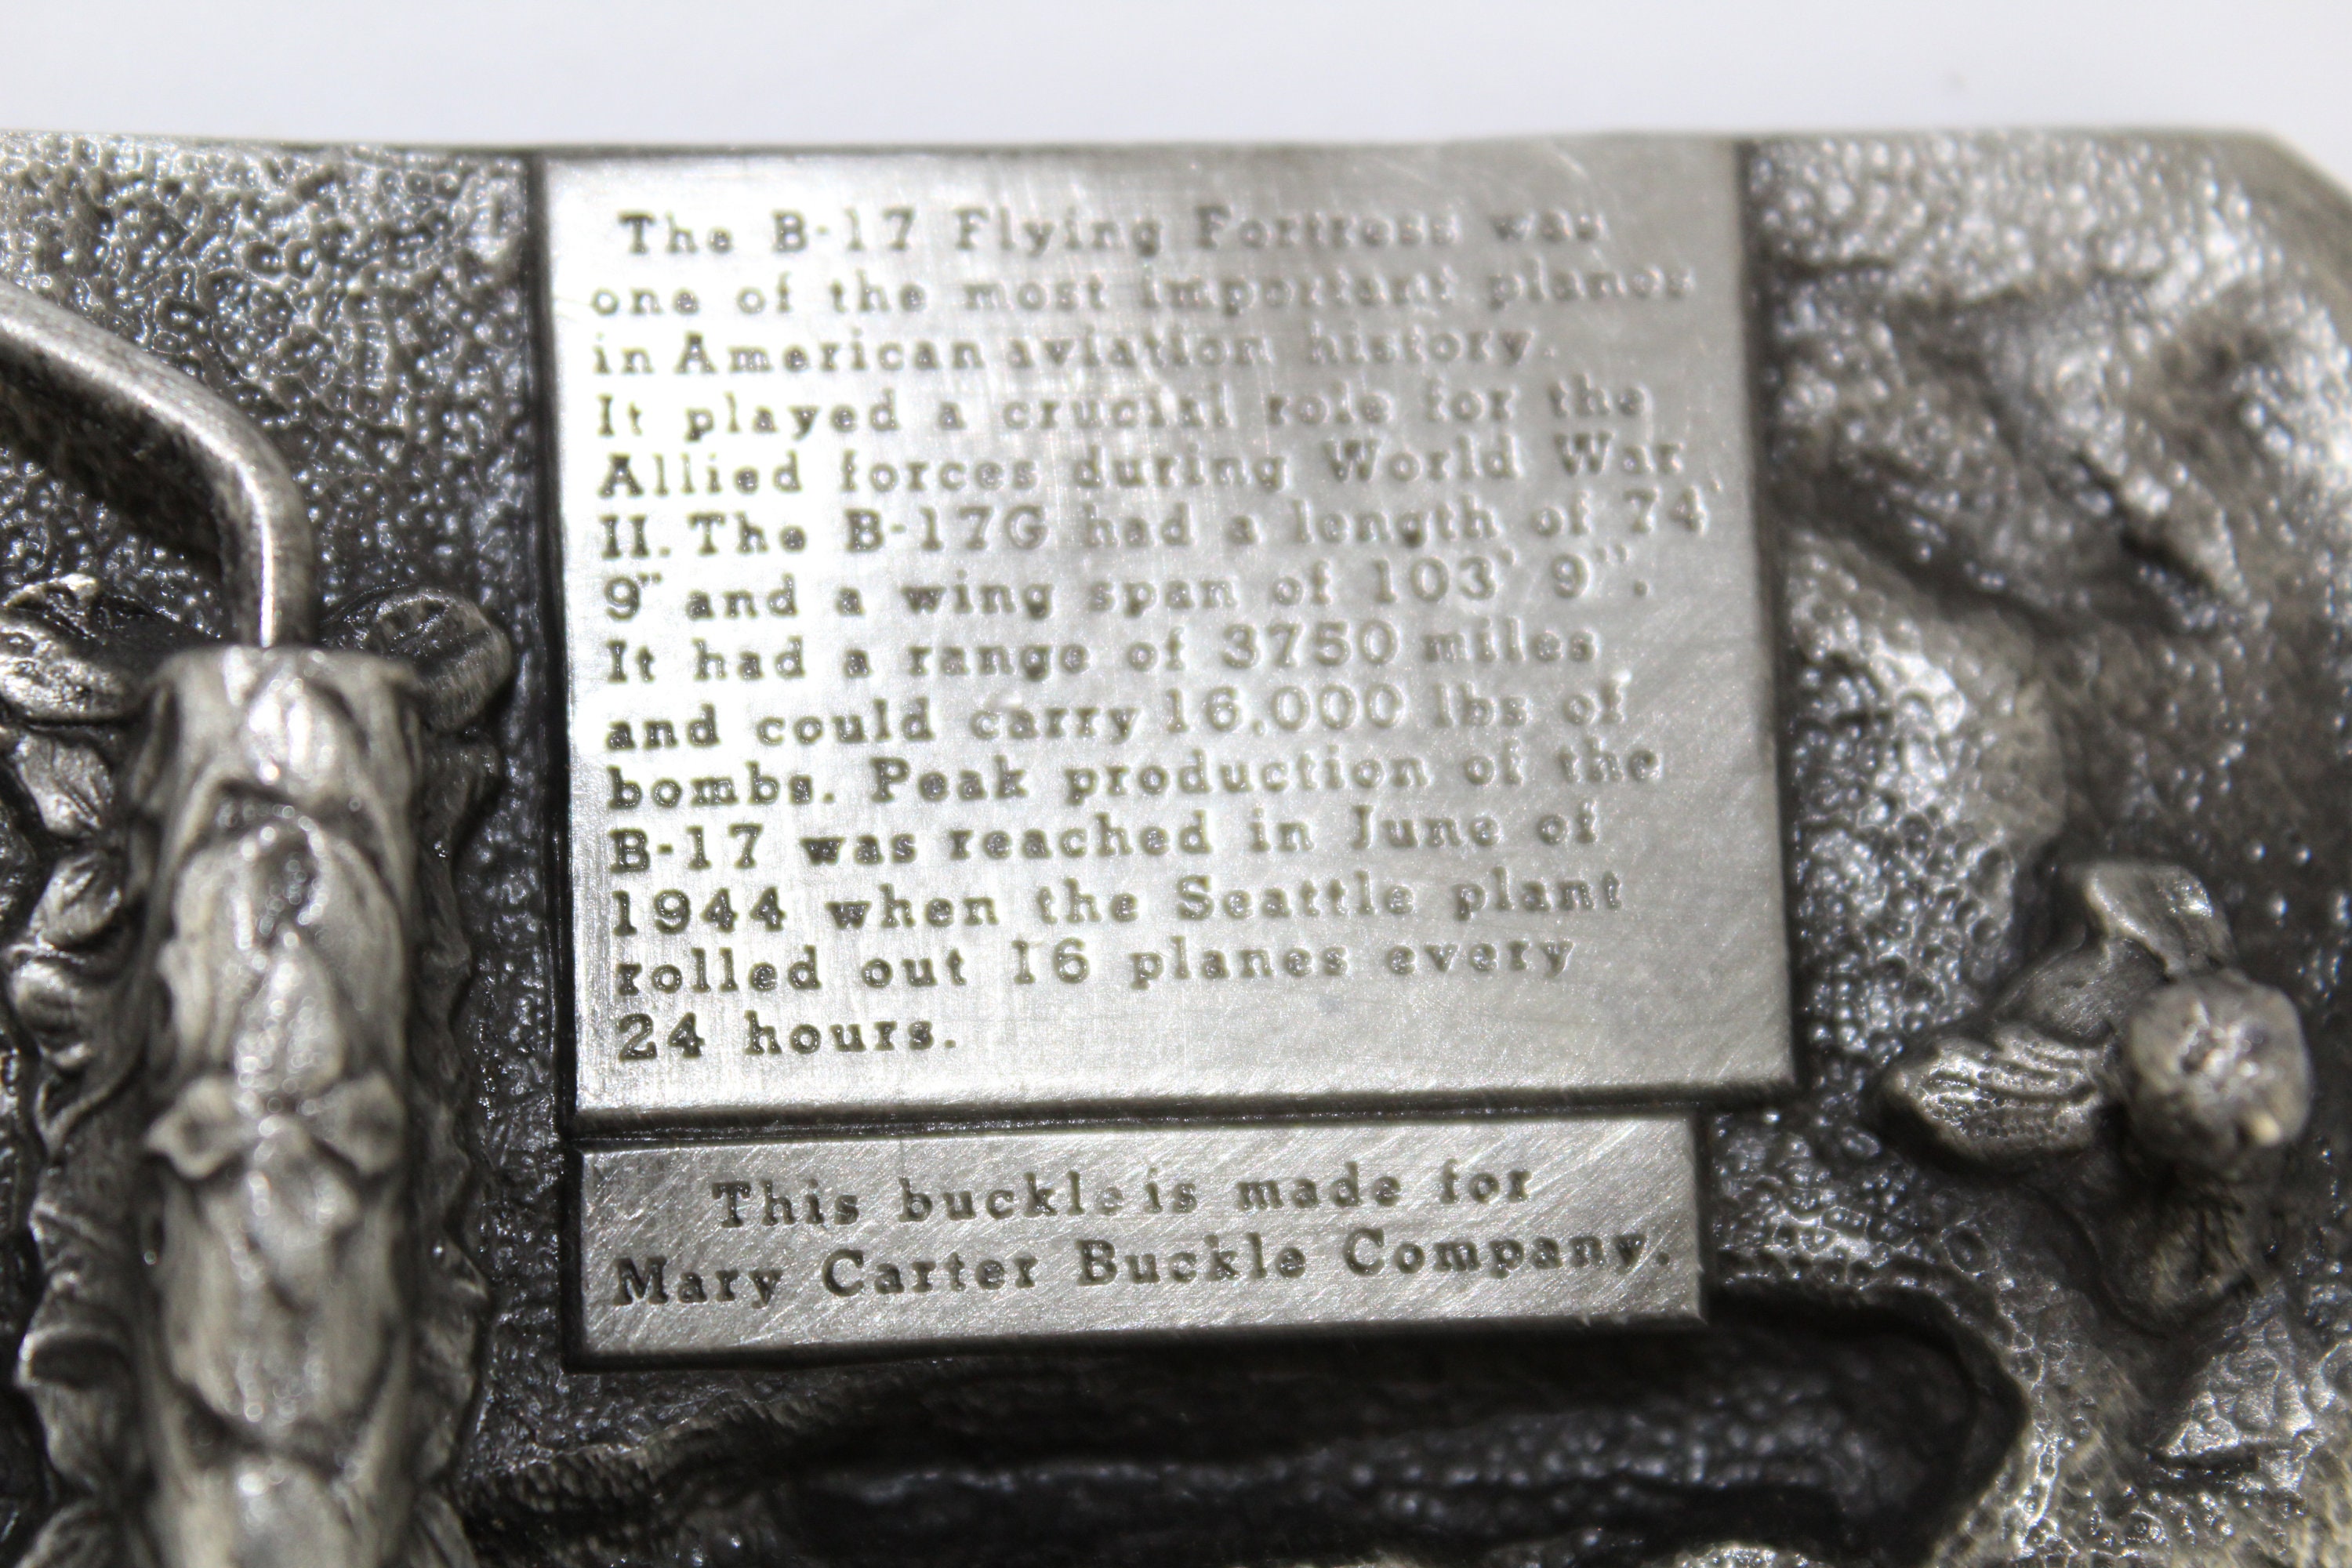 The B-17 Flying Fortress was
one of the most important planes
in American aviation history.
It played a crucial role for the
Allied forces during World War
II. The B-17G had a length of 74'
9" and a wing span of 103' 9".
It had a range of 3750 miles
and could carry 16,000 lbs of
bombs. Peak production of the
B-17 was reached in June of
1944 when the Seattle plant
rolled out 16 planes every
24 hours.
This buckle is made for
Mary Carter Buckle Company.